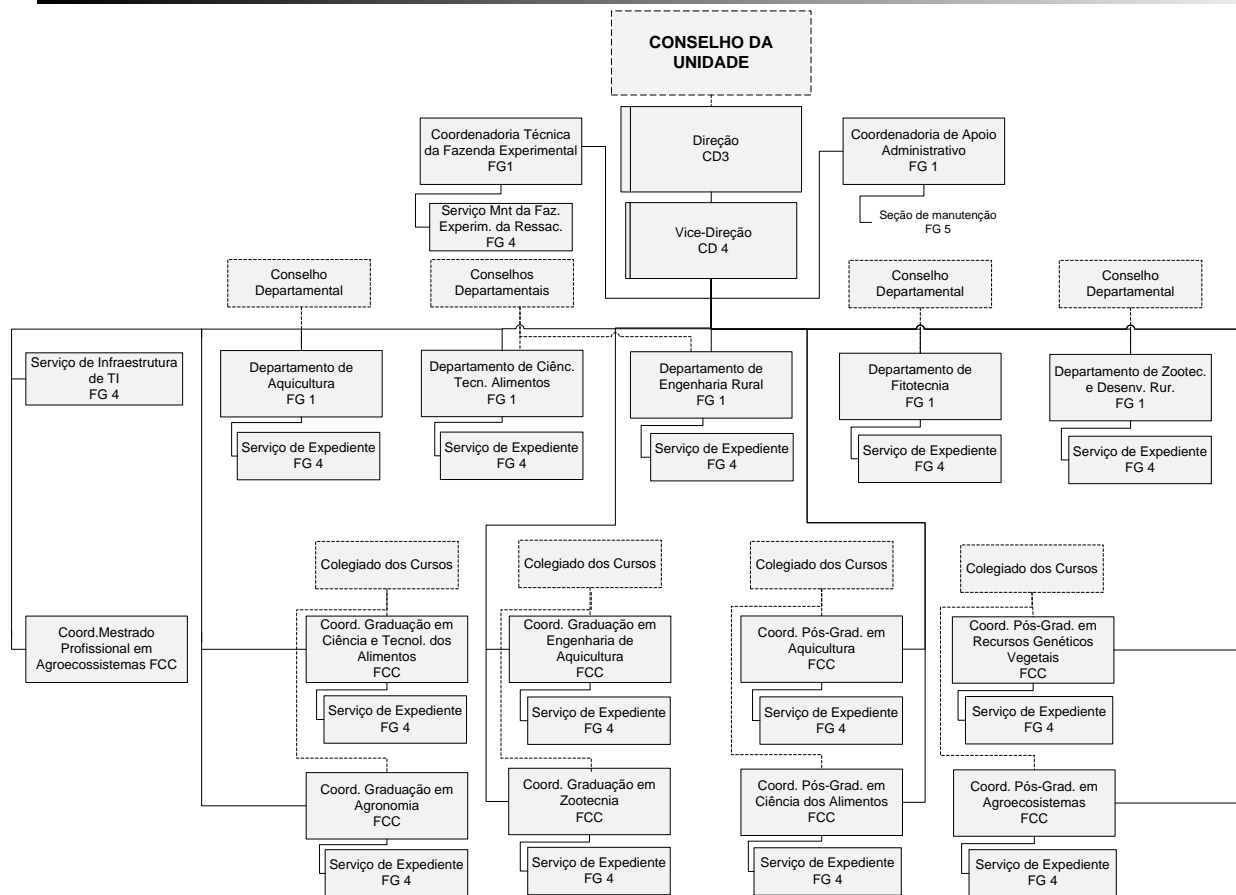 CONSELHO DA
UNIDADE
Coordenadoria Técnica
da Fazenda Experimental
FG1
Direção
CD3
Coordenadoria de Apoio
Administrativo
FG 1
Serviço Mnt da Faz.
Experim. da Ressac.
FG 4
Vice-Direção
CD 4
Seção de manutenção
FG 5
Conselho
Departamental
Conselhos
Departamentais
Conselho
Departamental
Conselho
Departamental
Serviço de Infraestrutura
de TI
FG 4
Departamento de
Aquicultura
FG 1
Departamento de Ciênc.
Tecn. Alimentos
FG 1
Departamento de
Engenharia Rural
FG 1
Departamento de
Fitotecnia
FG 1
Departamento de Zootec.
e Desenv. Rur.
FG 1
Serviço de Expediente
FG 4
Serviço de Expediente
FG 4
Serviço de Expediente
FG 4
Serviço de Expediente
FG 4
Serviço de Expediente
FG 4
Colegiado dos Cursos
Colegiado dos Cursos
Colegiado dos Cursos
Colegiado dos Cursos
Coord.Mestrado
Profissional em
Agroecossistemas FCC
Coord. Graduação em
Ciência e Tecnol. dos
Alimentos
FCC
Coord. Graduação em
Engenharia de
Aquicultura
FCC
Coord. Pós-Grad. em
Aquicultura
FCC
Coord. Pós-Grad. em
Recursos Genéticos
Vegetais
FCC
Serviço de Expediente
FG 4
Serviço de Expediente
FG 4
Serviço de Expediente
FG 4
Serviço de Expediente
FG 4
Coord. Graduação em
Agronomia
FCC
Coord. Graduação em
Zootecnia
FCC
Coord. Pós-Grad. em
Ciência dos Alimentos
FCC
Coord. Pós-Grad. em
Agroecosistemas
FCC
Serviço de Expediente
FG 4
Serviço de Expediente
FG 4
Serviço de Expediente
FG 4
Serviço de Expediente
FG 4